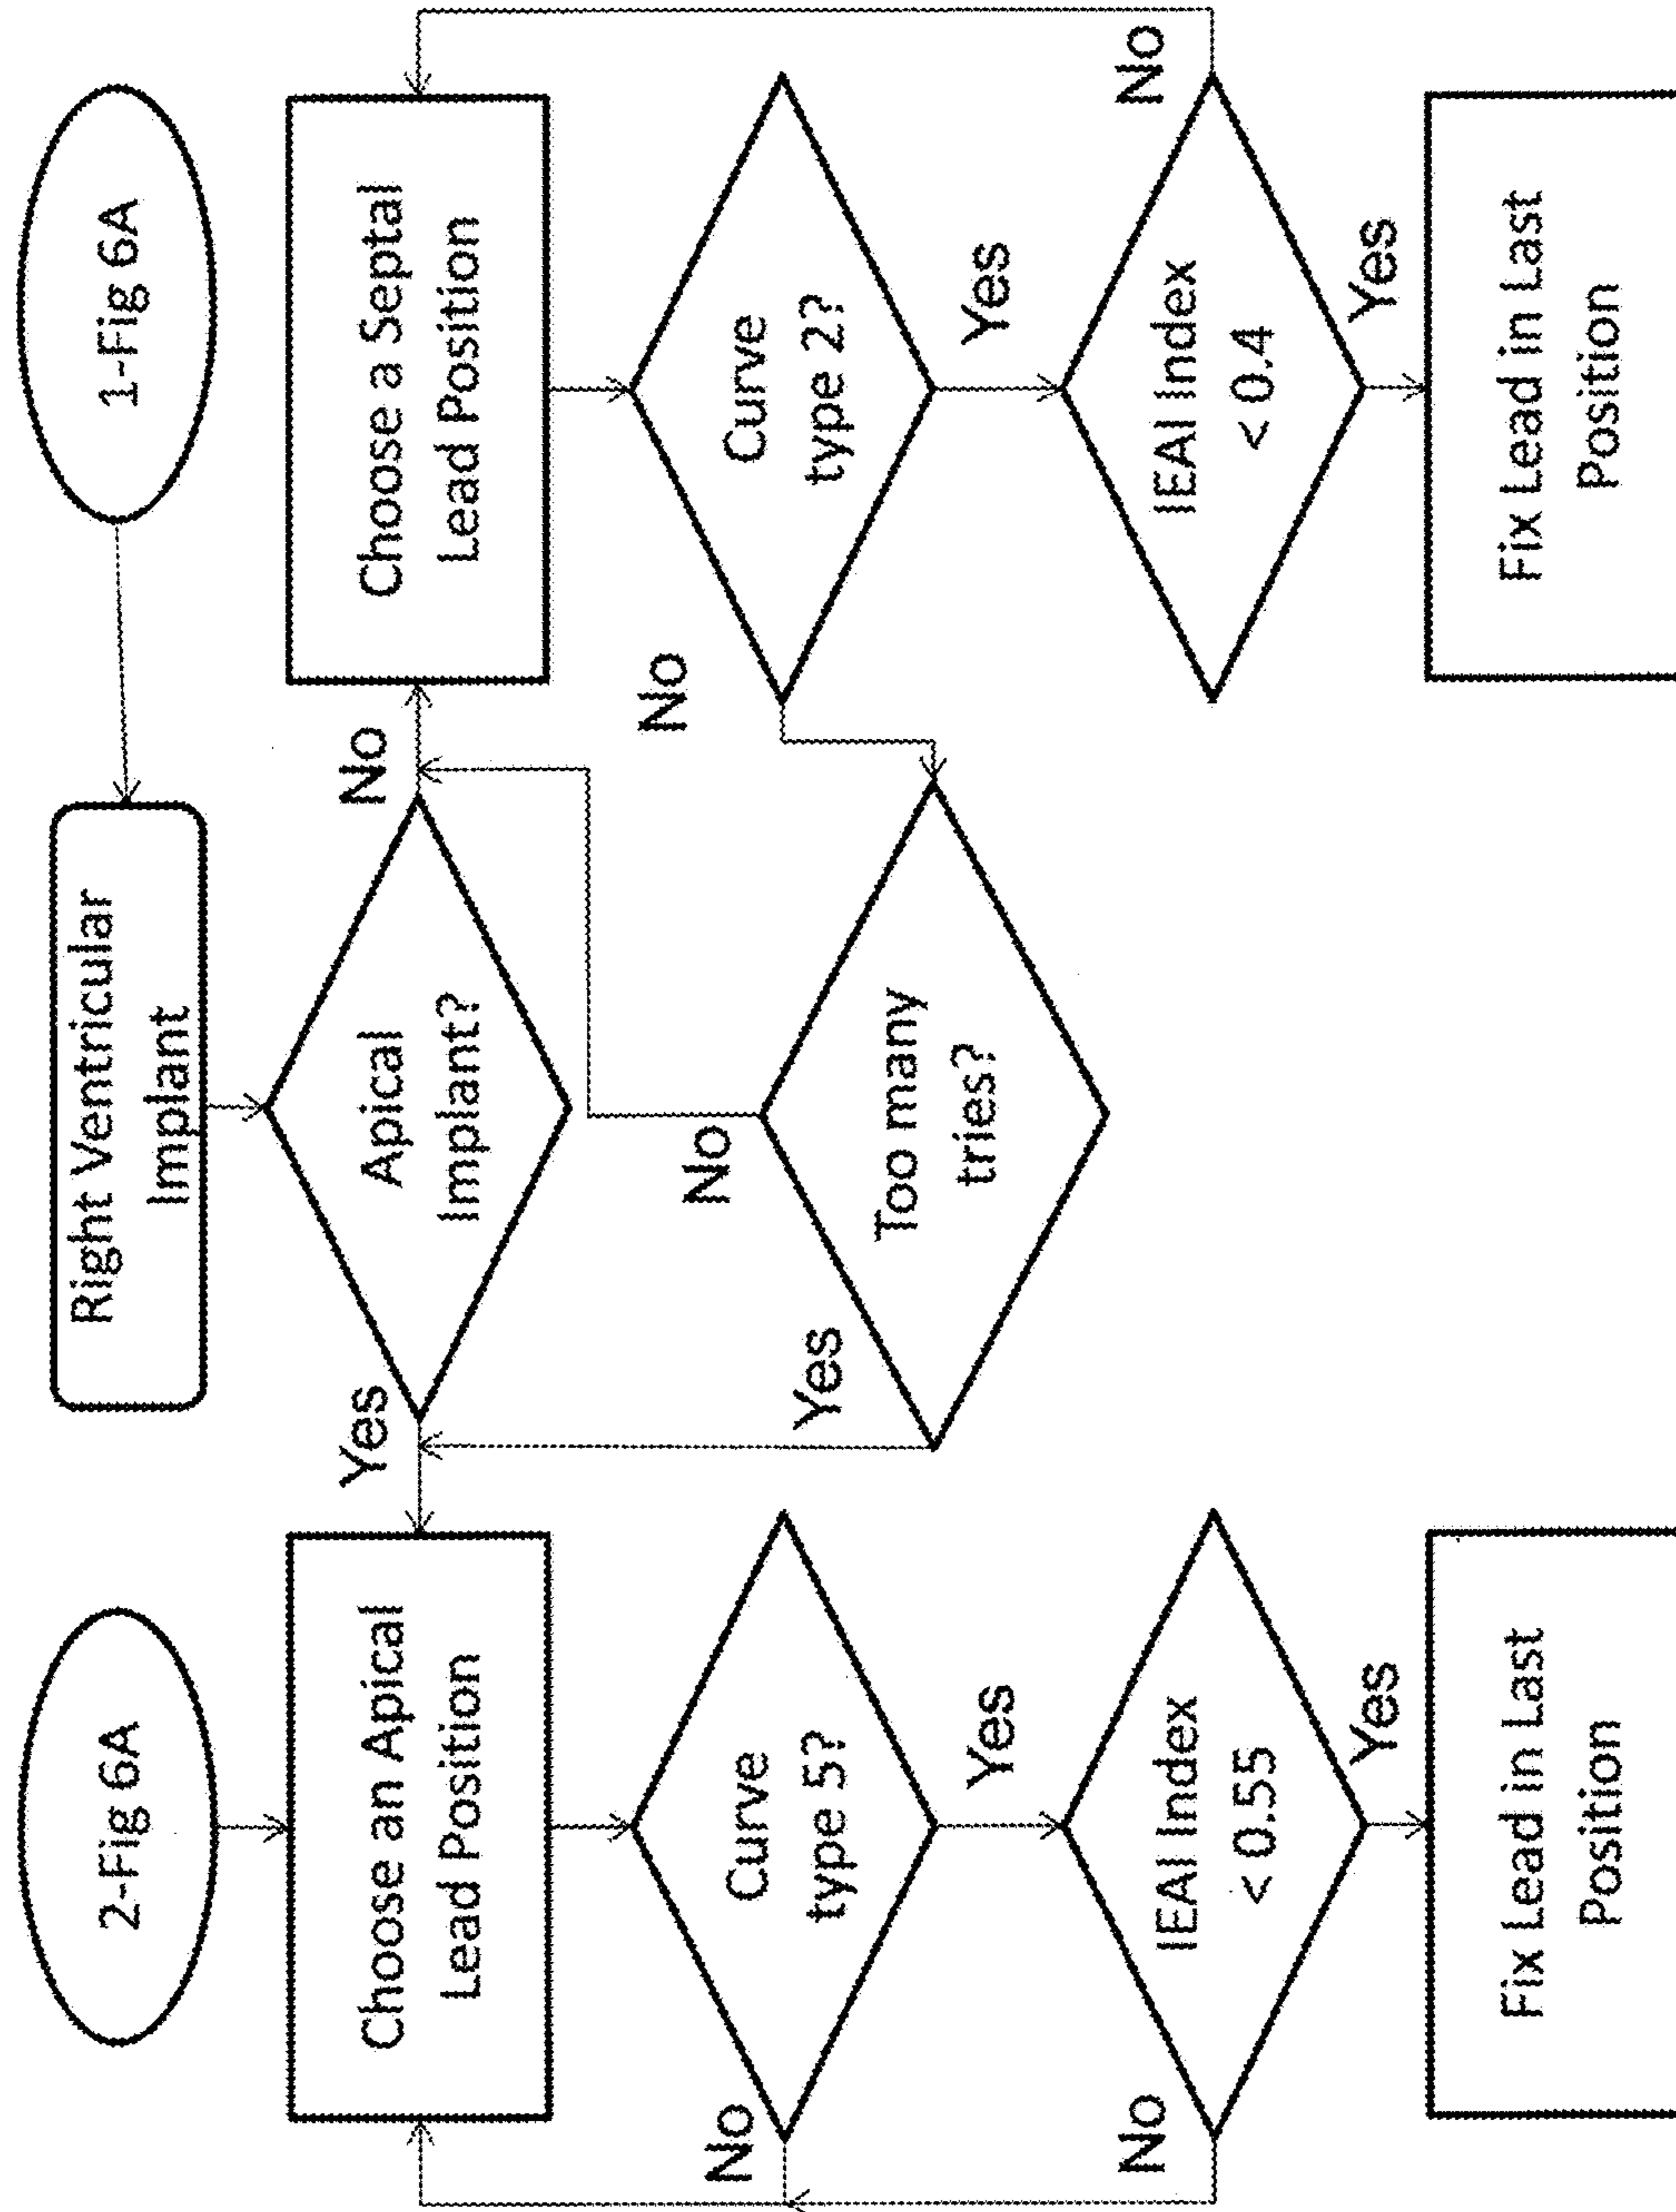 2-Fig 6A
Right Ventricular
Implant
1-Fig 6A
Choose an Apical
Lead Position
Yes
Apical
Implant?
No
Choose a Septal
Lead Position
No
Curve
type 5?
Yes
No
Yes
Too many
tries?
No
Curve
type 2?
Yes
No
IEAI Index
< 0.55
Yes
IEAI Index
< 0.4
No
Yes
Fix Lead in Last
Position
Fix Lead in Last
Position